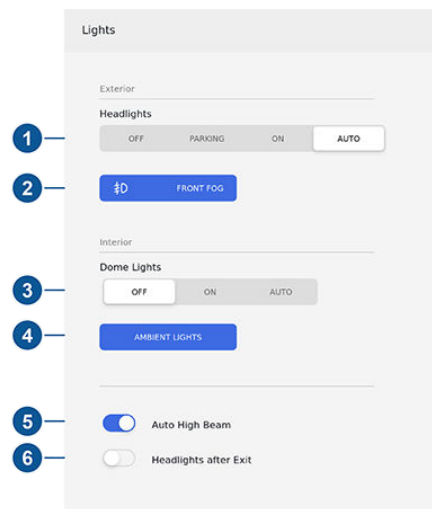 Lights
Exterior
Headlights
1 OFF PARKING ON AUTO
2 FRONT FOG
Interior
Dome Lights
3 OFF ON AUTO
4 AMBIENT LIGHTS
5 Auto High Beam
6 Headlights after Exit